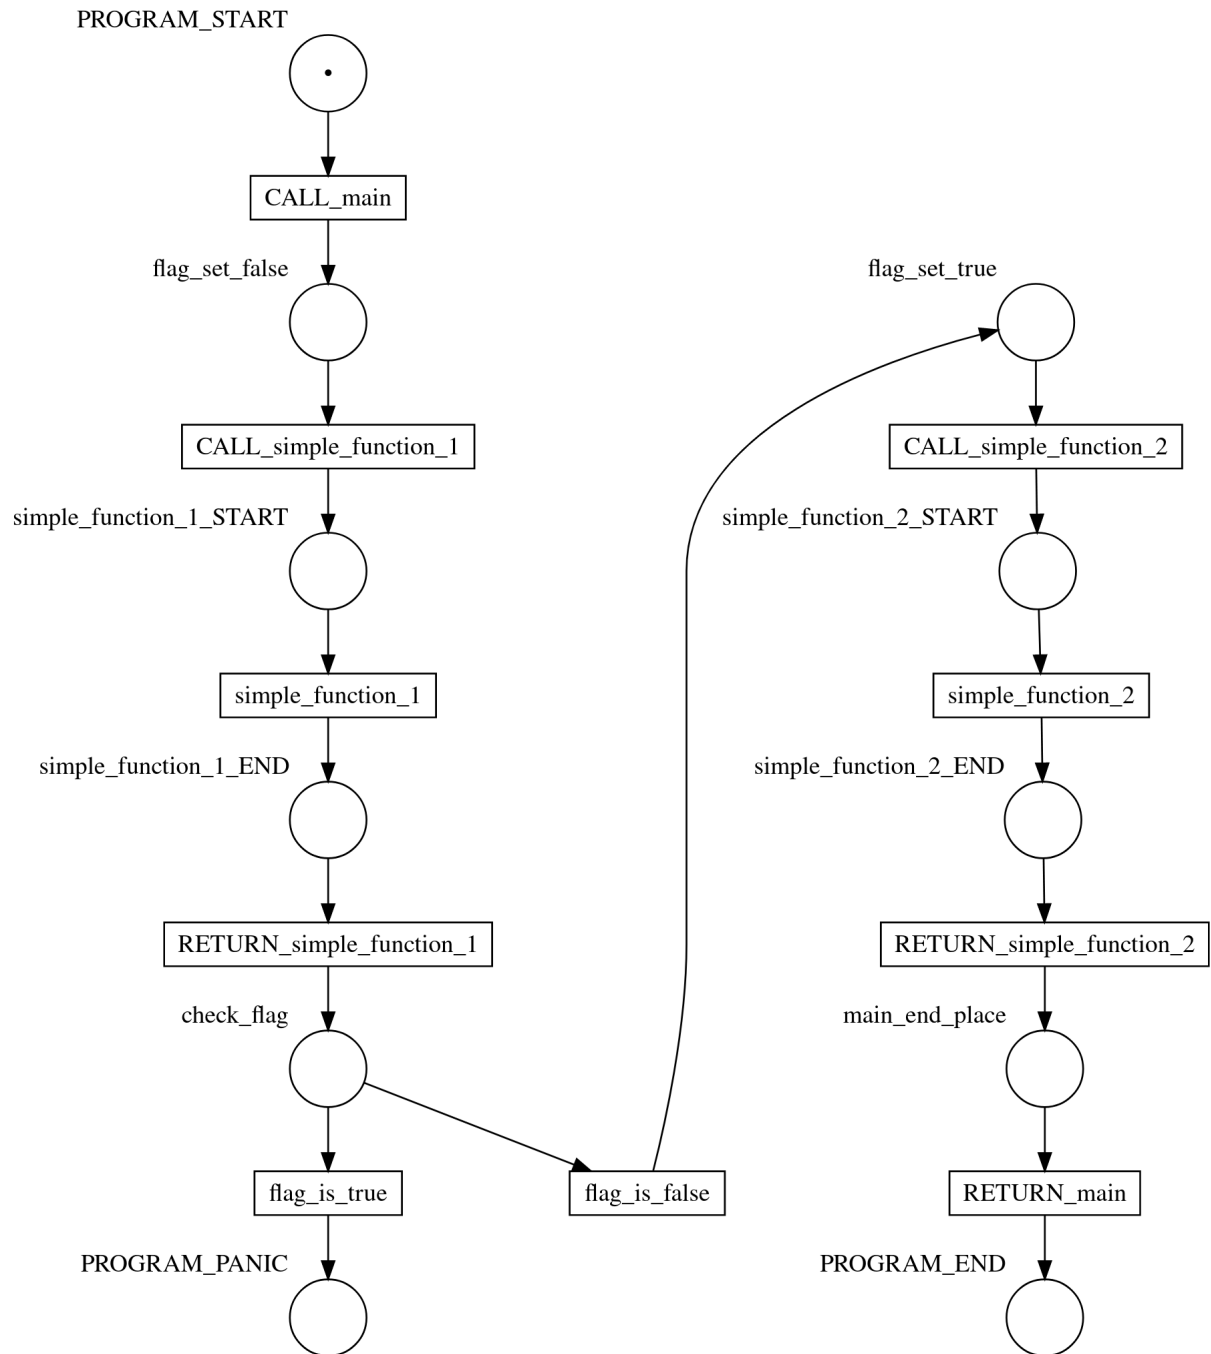 PROGRAM_START
CALL_main
flag_set_false
CALL_simple_function_1
simple_function_1_START
simple_function_1
simple_function_1_END
RETURN_simple_function_1
check_flag
flag_is_true
flag_is_false
PROGRAM_PANIC
flag_set_true
CALL_simple_function_2
simple_function_2_START
simple_function_2
simple_function_2_END
RETURN_simple_function_2
main_end_place
RETURN_main
PROGRAM_END